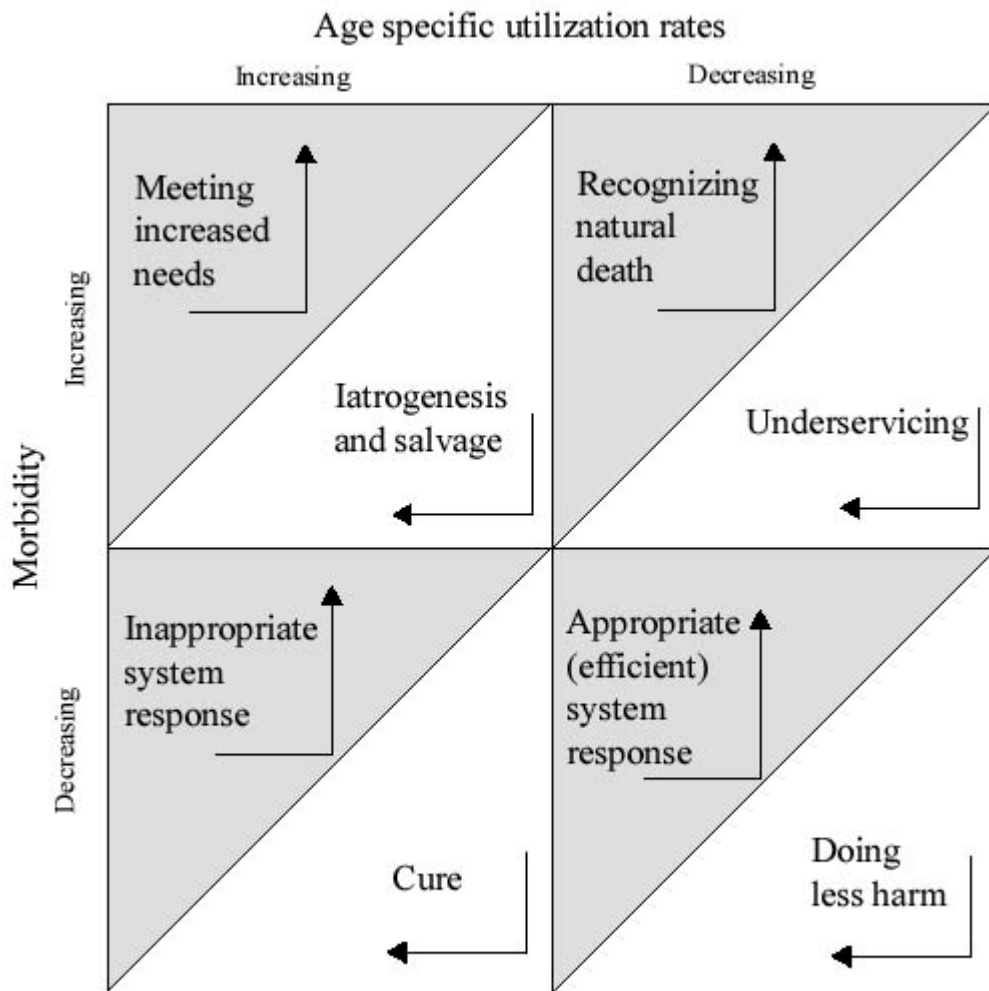 Age specific utilization rates
Increasing
Decreasing
Morbidity
Increasing
Meeting
increased
needs
Iatrogenesis
and salvage
Recognizing
natural
death
Underservicing
Decreasing
Inappropriate
system
response
Cure
Appropriate
(efficient)
system
response
Doing
less harm